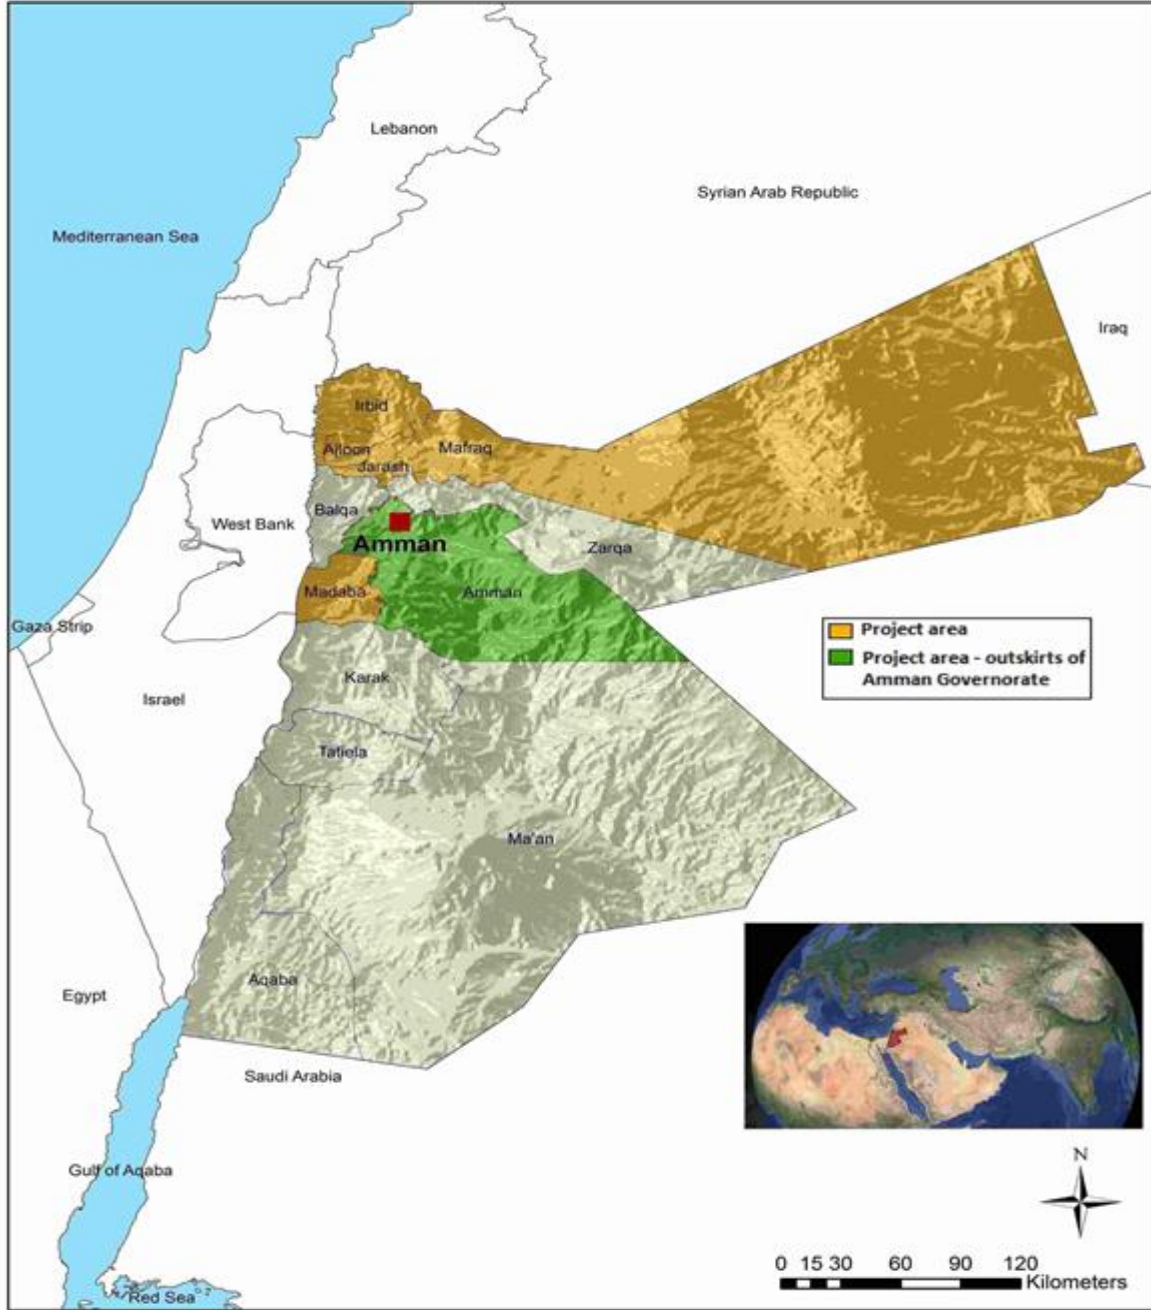 Lebanon
Syrian Arab Republic
Mediterranean Sea
Iraq
Irbid
Ajloon
Mafraq
Jarash
Balqa
West Bank
Amman
Zarqa
Madaba
Amman
Gaza Strip
Project area
Project area - outskirts of
Amman Governorate
Karak
Israel
Tafiela
Ma'an
Aqaba
Egypt
Saudi Arabia
N
Gulf of Aqaba
0 15 30 60 90 120
Kilometers
Red Sea